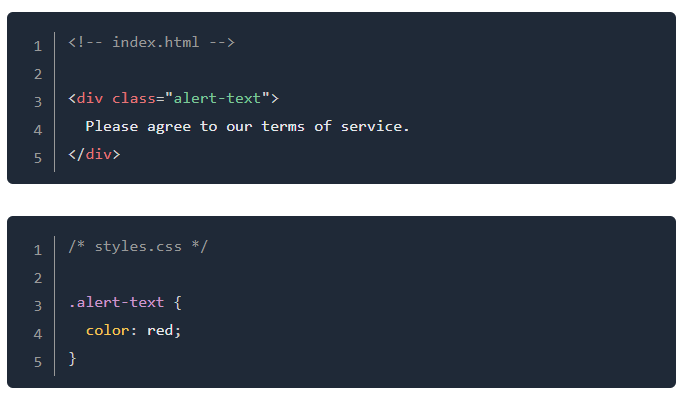 1 <!-- index.html -->
2
3 <div class="alert-text">
4   Please agree to our terms of service.
5 </div>
1 /* styles.css */
2
3 .alert-text {
4   color: red;
5 }